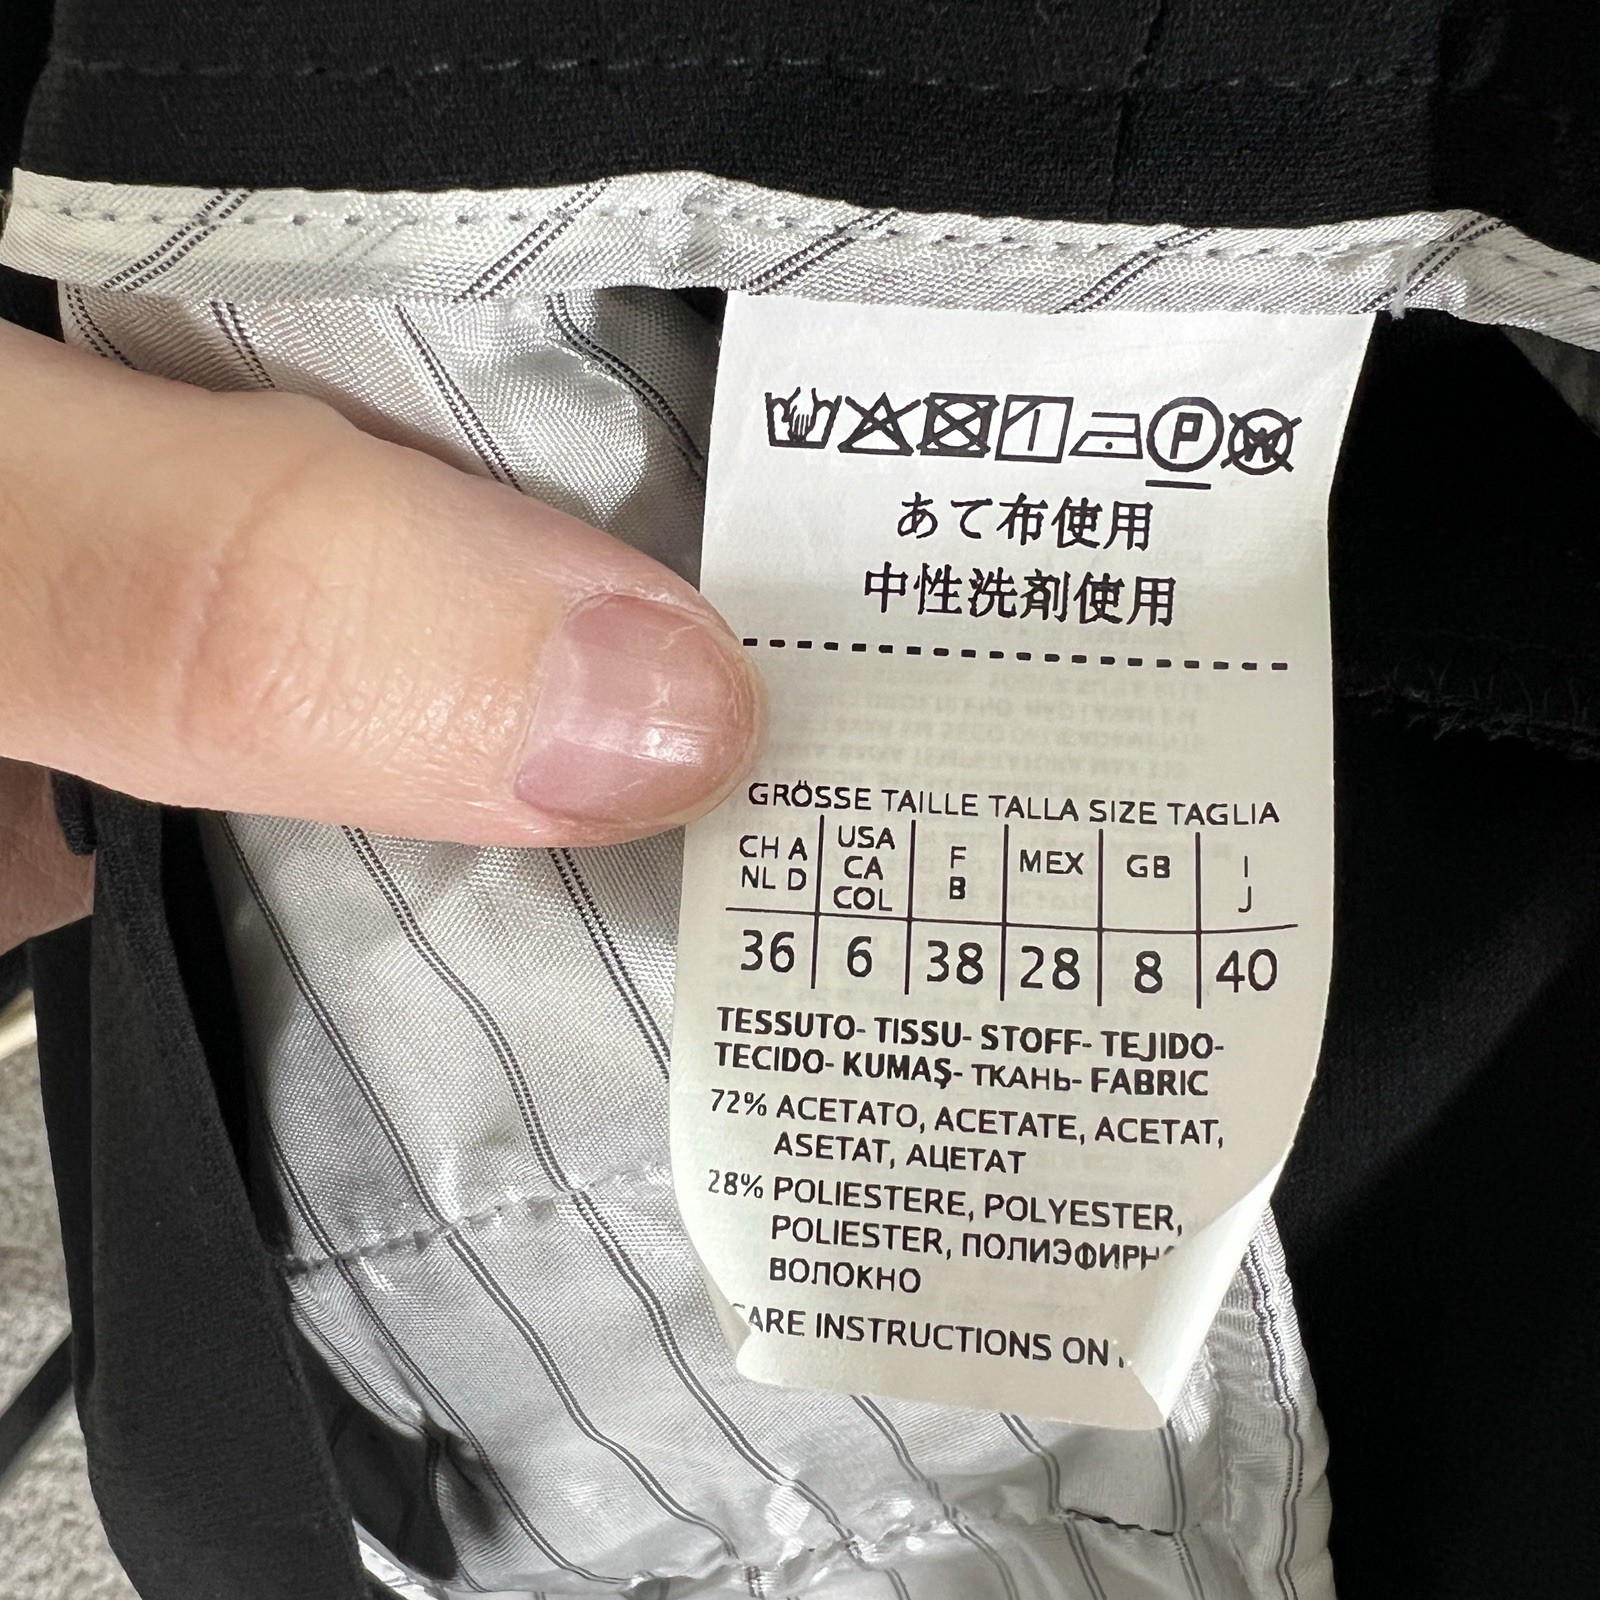 P
W
あて布使用
中性洗剤使用
GRÖSSE TAILLE TALLA SIZE TAGLIA
CH A NL D USA CA COL F B MEX GB I J
36 6 38 28 8 40
TESSUTO- TISSU- STOFF- TEJIDO-
TECIDO- KUMAŞ- ТКАНЬ- FABRIC
72% ACETATO, ACETATE, ACETAT,
ASETAT, АЦЕТАТ
28% POLIESTERE, POLYESTER,
POLIESTER,
ВОЛОКНО
CARE INSTRUCTIONS ON